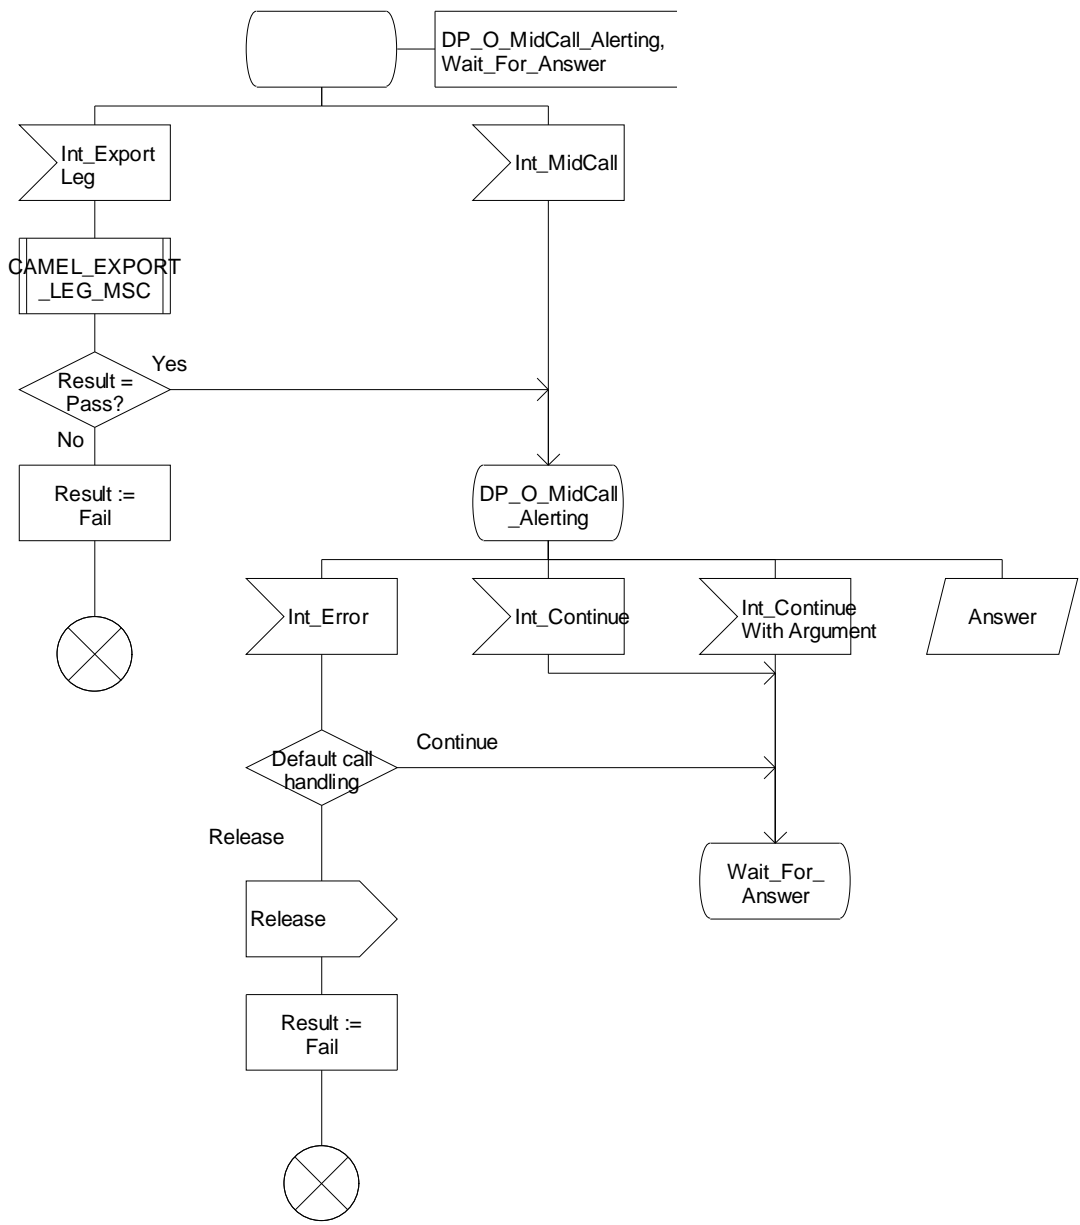 DP_O_MidCall_Alerting,
Wait_For_Answer
Int_Export
Leg
Int_MidCall
CAMEL_EXPORT
_LEG_MSC
Yes
Result =
Pass?
No
Result :=
Fail
DP_O_MidCall
_Alerting
Int_Error
Int_Continue
Int_Continue
With Argument
Answer
Continue
Default call
handling
Release
Wait_For_
Answer
Release
Result :=
Fail